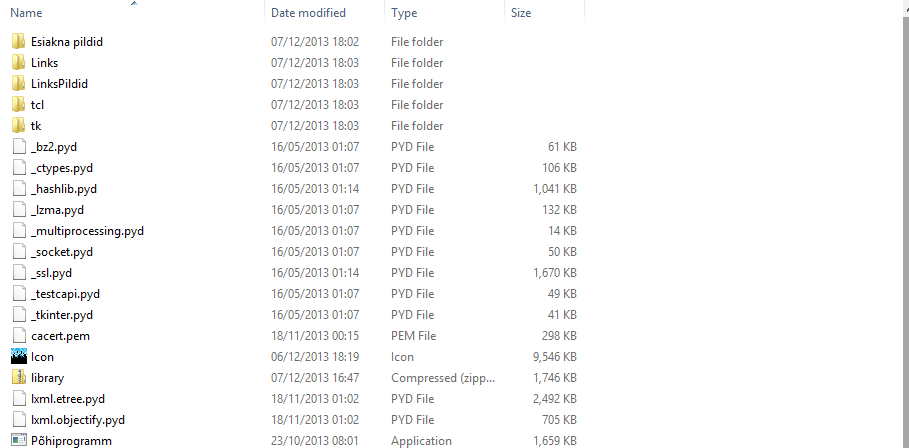 Name Date modified Type Size
Esiakna pildid 07/12/2013 18:02 File folder
Links 07/12/2013 18:03 File folder
LinksPildid 07/12/2013 18:03 File folder
tcl 07/12/2013 18:03 File folder
tk 07/12/2013 18:03 File folder
_bz2.pyd 16/05/2013 01:07 PYD File 61 KB
_ctypes.pyd 16/05/2013 01:07 PYD File 106 KB
_hashlib.pyd 16/05/2013 01:14 PYD File 1,041 KB
_lzma.pyd 16/05/2013 01:07 PYD File 132 KB
_multiprocessing.pyd 16/05/2013 01:07 PYD File 14 KB
_socket.pyd 16/05/2013 01:07 PYD File 50 KB
_ssl.pyd 16/05/2013 01:14 PYD File 1,670 KB
_testcapi.pyd 16/05/2013 01:07 PYD File 49 KB
_tkinter.pyd 16/05/2013 01:07 PYD File 41 KB
cacert.pem 18/11/2013 00:15 PEM File 298 KB
Icon 06/12/2013 18:19 Icon 9,546 KB
library 07/12/2013 16:47 Compressed (zipp... 1,746 KB
lxml.etree.pyd 18/11/2013 01:02 PYD File 2,492 KB
lxml.objectify.pyd 18/11/2013 01:02 PYD File 705 KB
Põhiprogramm 23/10/2013 08:01 Application 1,659 KB